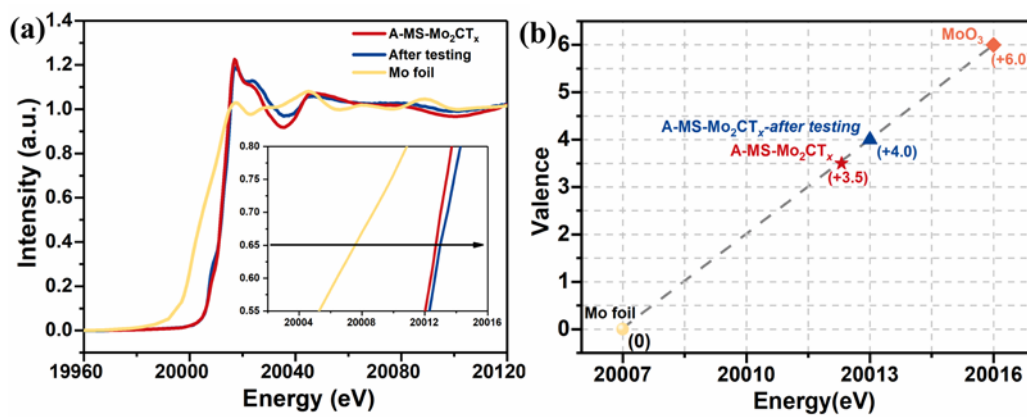 (a)
1.4
1.2
1.0
0.8
0.6
0.4
0.2
0.0
Intensity (a.u.)
A-MS-Mo₂CTₓ
After testing
Mo foil
0.80
0.75
0.70
0.65
0.60
0.55
20004 20008 20012 20016
19960 20000 20040 20080 20120
Energy (eV)
(b)
6
5
4
3
2
1
0
Valence
MoO₃
(+6.0)
A-MS-Mo₂CTₓ-after testing
(+4.0)
A-MS-Mo₂CTₓ
(+3.5)
Mo foil
(0)
20007 20010 20013 20016
Energy(eV)